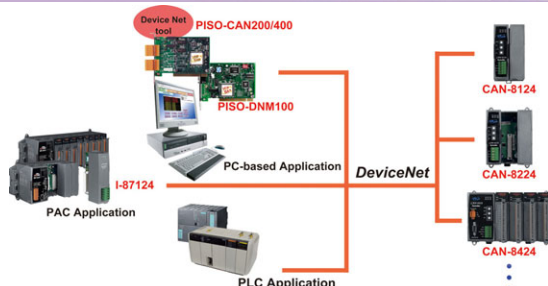 Device Net
tool
PISO-CAN200/400
PISO-DNM100
PC-based Application
I-87124
PAC Application
PLC Application
DeviceNet
CAN-8124
CAN-8224
CAN-8424